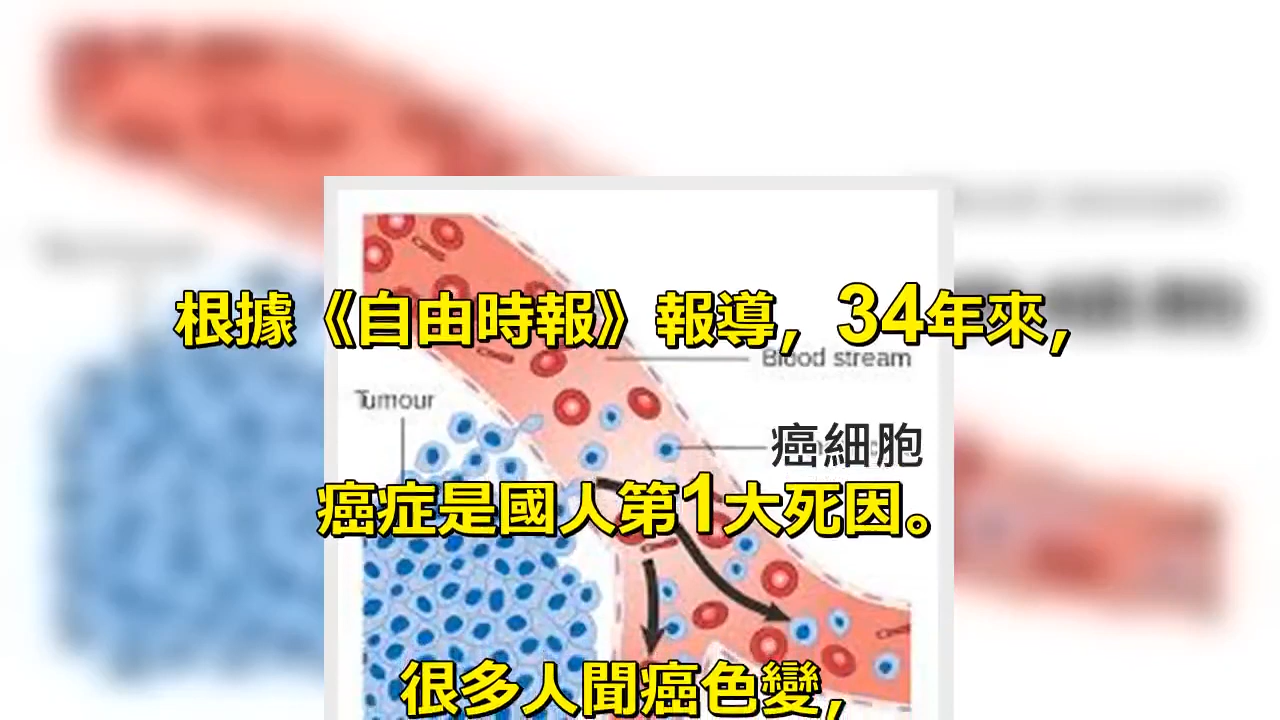 根據《自由時報》報導，34年來，
Blood stream
Tumour
癌細胞
癌症是國人第1大死因。
很多人聞癌色變，